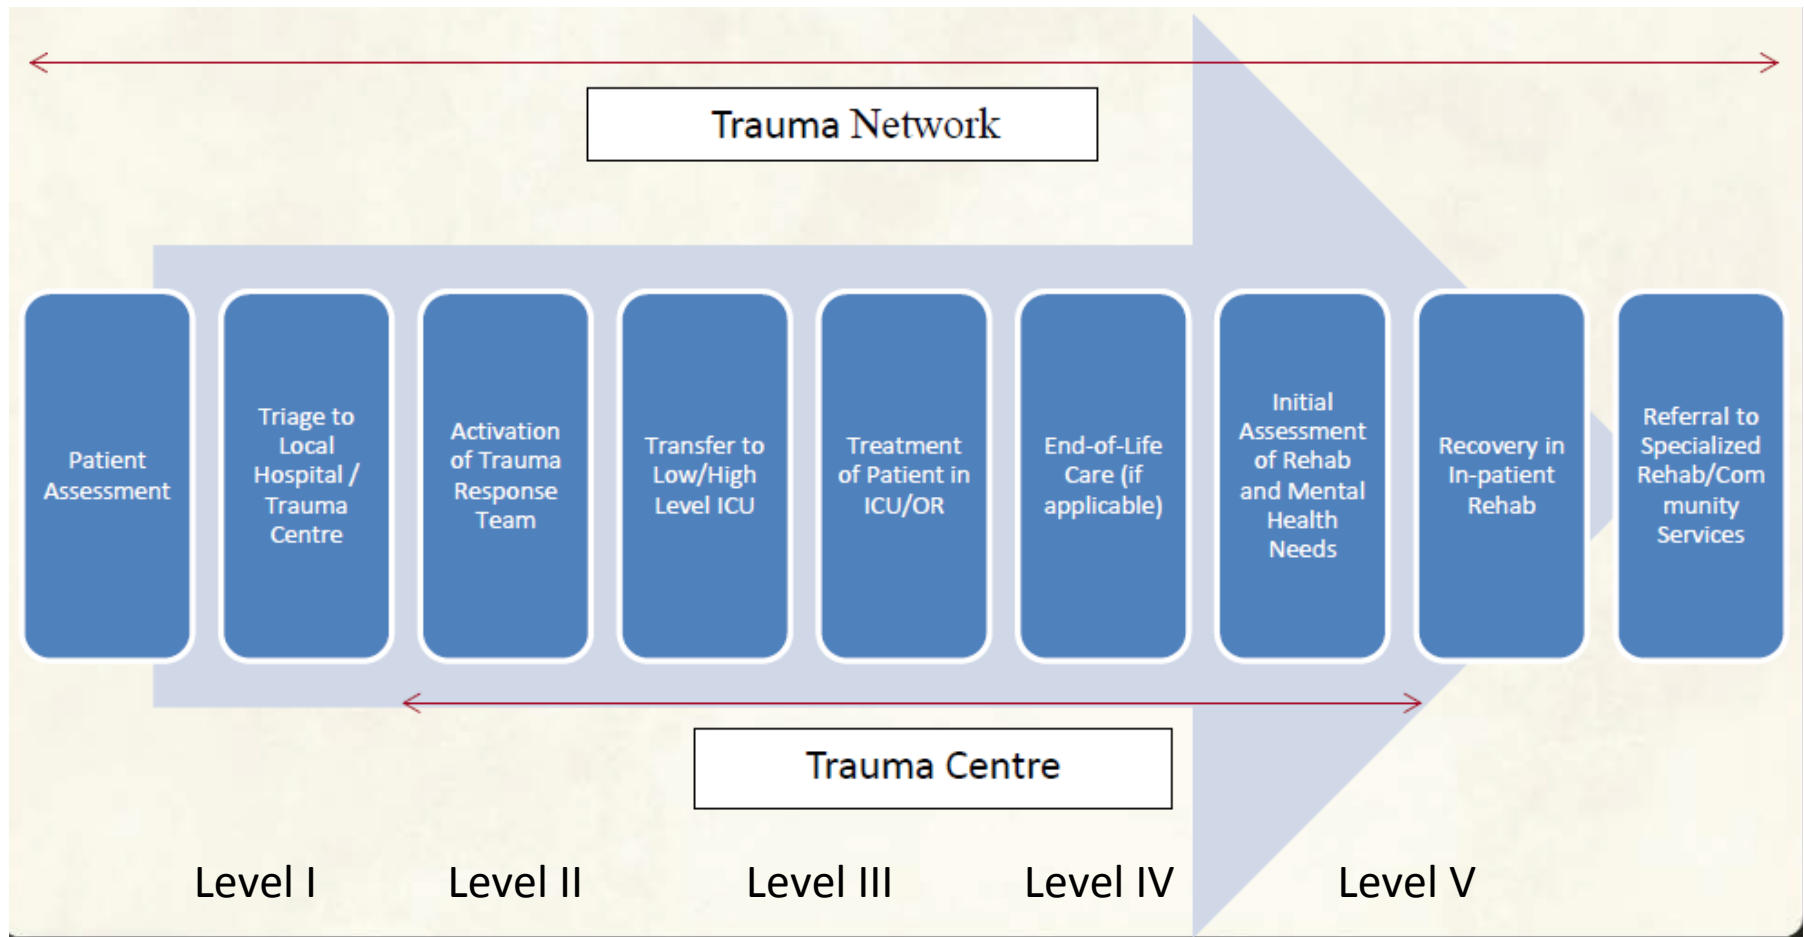 Trauma Network
Patient
Assessment
Triage to
Local
Hospital /
Trauma
Centre
Activation
of Trauma
Response
Team
Transfer to
Low/High
Level ICU
Treatment
of Patient in
ICU/OR
End-of-Life
Care (if
applicable)
Initial
Assessment
of Rehab
and Mental
Health
Needs
Recovery in
In-patient
Rehab
Referral to
Specialized
Rehab/Com
munity
Services
Trauma Centre
Level I
Level II
Level III
Level IV
Level V